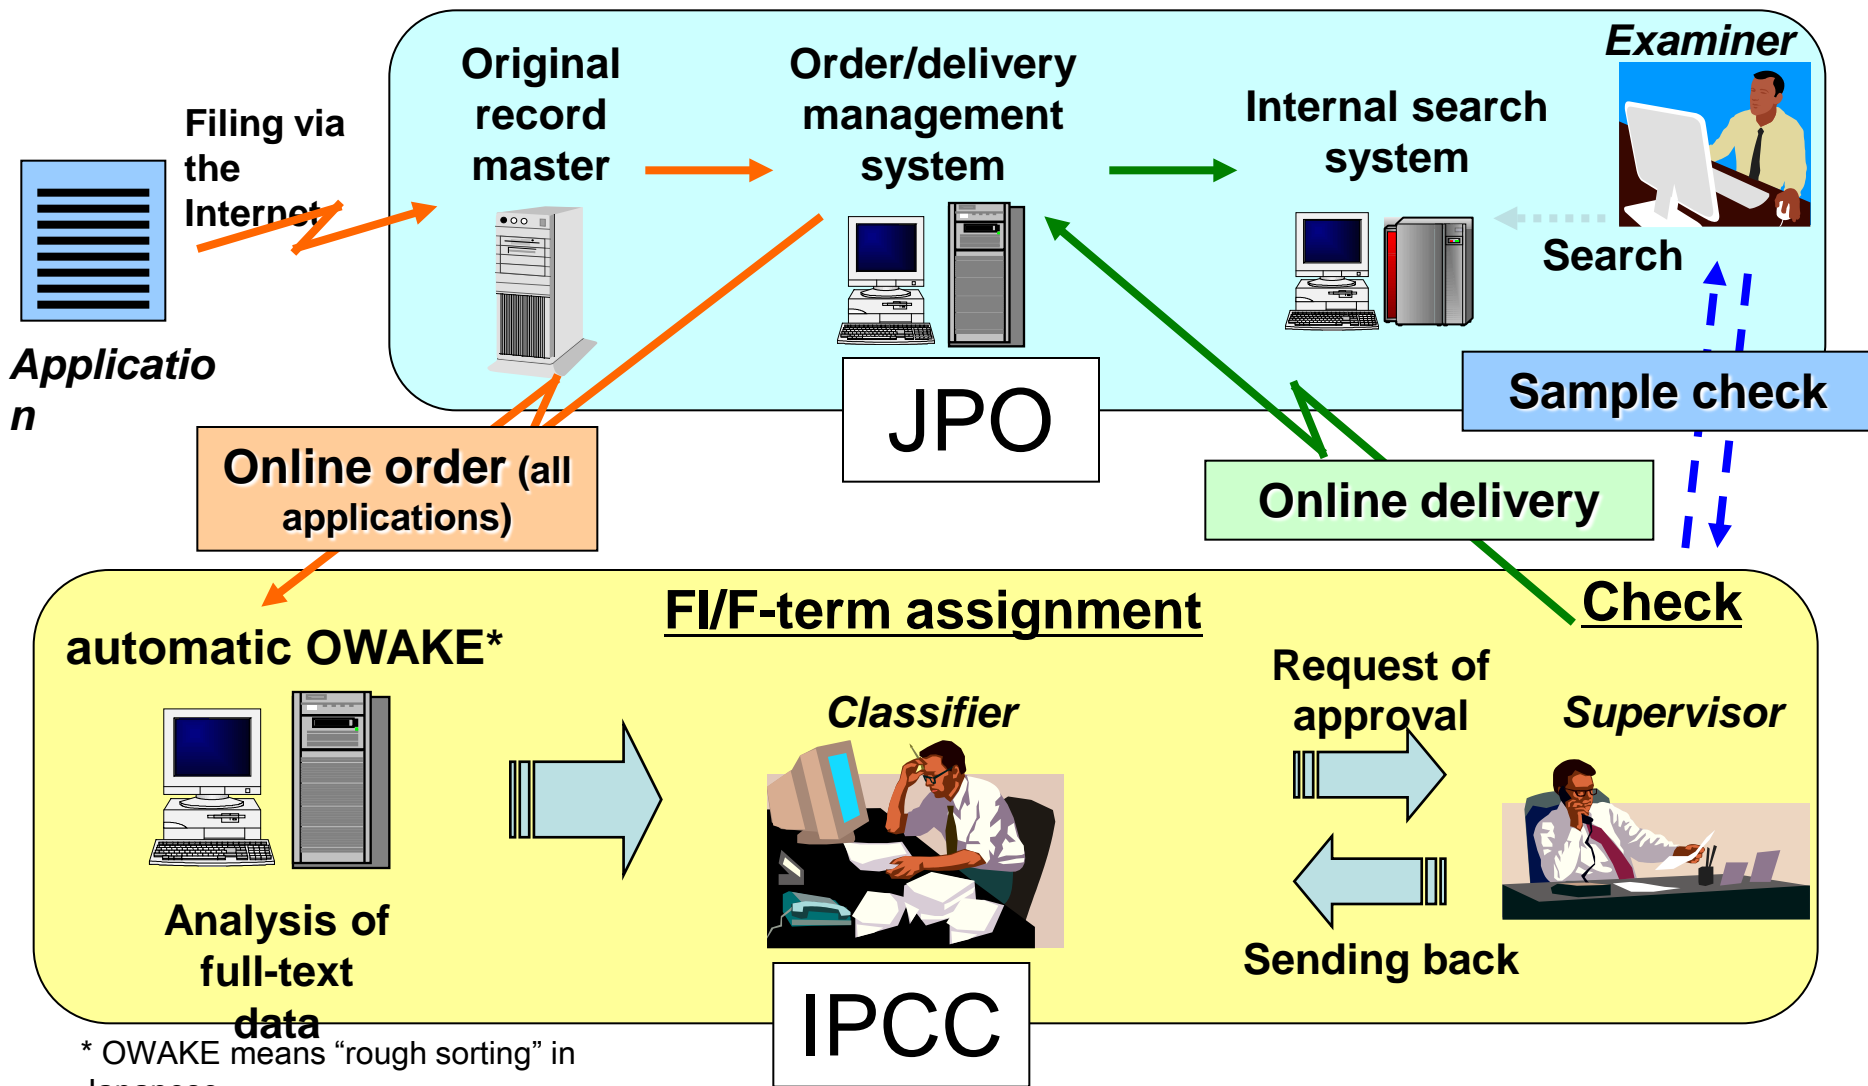 Examiner
Original
record
master
Order/delivery
management
system
Internal search
system
Filing via
the
Internet
Search
Applicatio
n
Sample check
JPO
Online order (all
applications)
Online delivery
FI/F-term assignment
Check
automatic OWAKE*
Request of
approval
Classifier
Supervisor
Analysis of
full-text
data
Sending back
IPCC
* OWAKE means “rough sorting” in